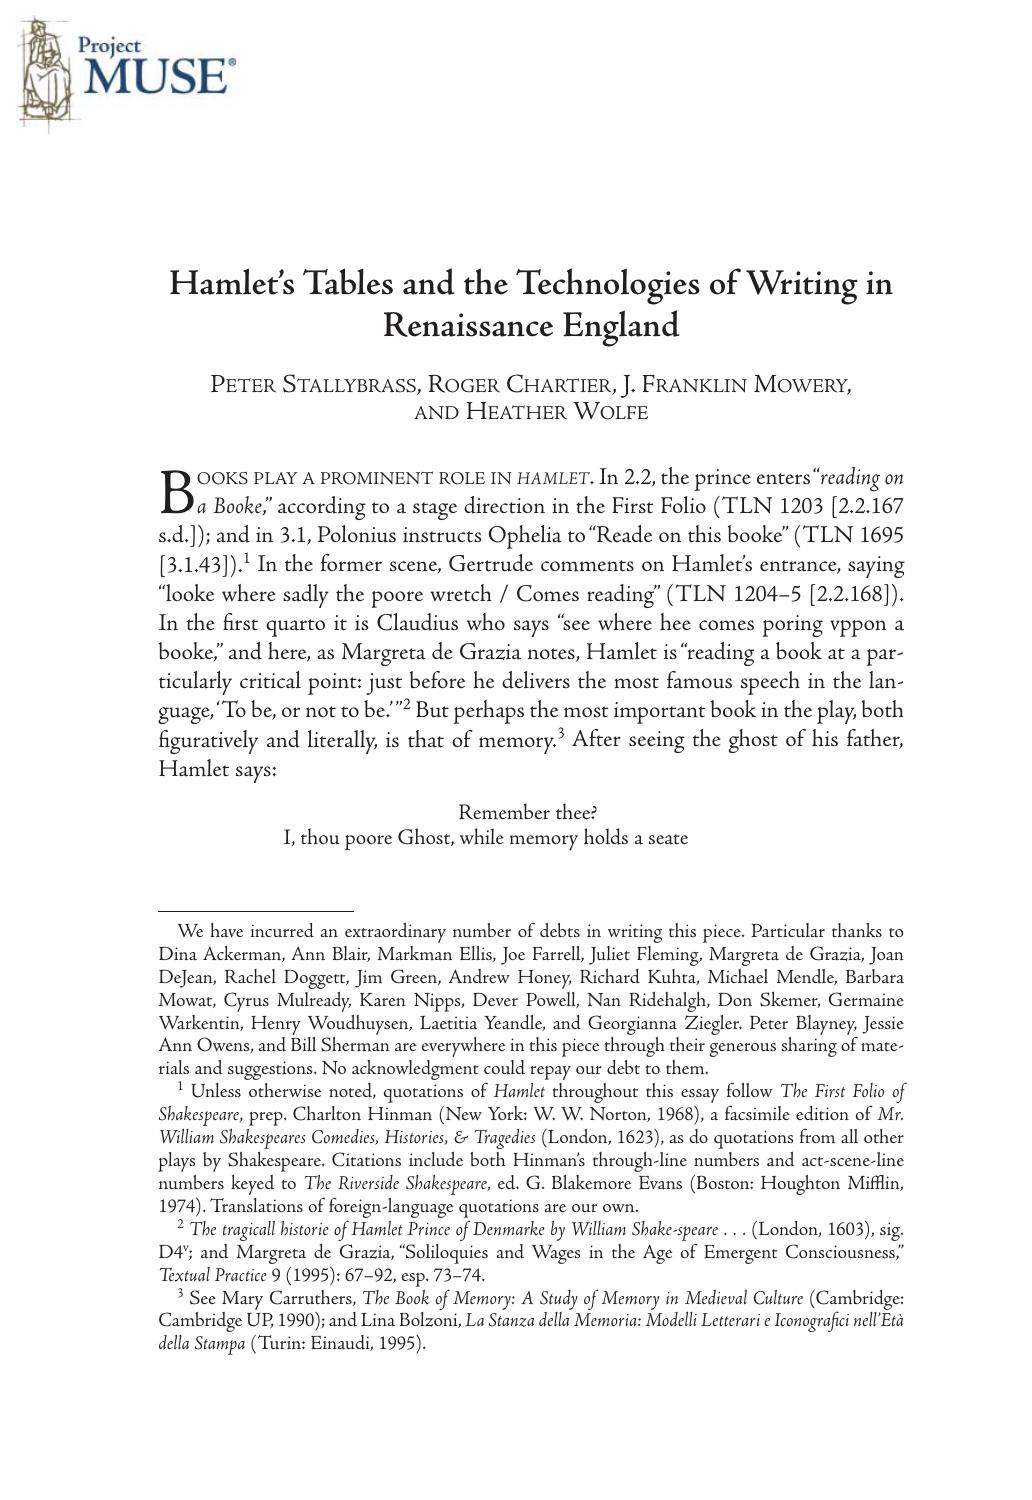 Project
MUSE®
Hamlet's Tables and the Technologies of Writing in
Renaissance England
Peter Stallybrass, Roger Chartier, J. Franklin Mowery,
and Heather Wolfe
Books play a prominent role in Hamlet. In 2.2, the prince enters “reading on
a Booke,” according to a stage direction in the First Folio (TLN 1203 [2.2.167
s.d.]); and in 3.1, Polonius instructs Ophelia to “Reade on this booke” (TLN 1695
[3.1.43]).1 In the former scene, Gertrude comments on Hamlet's entrance, saying
“looke where sadly the poore wretch / Comes reading” (TLN 1204–5 [2.2.168]).
In the first quarto it is Claudius who says “see where hee comes poring vppon a
booke,” and here, as Margreta de Grazia notes, Hamlet is “reading a book at a par-
ticularly critical point: just before he delivers the most famous speech in the lan-
guage, ‘To be, or not to be.’”2 But perhaps the most important book in the play, both
figuratively and literally, is that of memory.3 After seeing the ghost of his father,
Hamlet says:
Remember thee?
I, thou poore Ghost, while memory holds a seate
We have incurred an extraordinary number of debts in writing this piece. Particular thanks to
Dina Ackerman, Ann Blair, Markman Ellis, Joe Farrell, Juliet Fleming, Margreta de Grazia, Joan
DeJean, Rachel Doggett, Jim Green, Andrew Honey, Richard Kuhta, Michael Mendle, Barbara
Mowat, Cyrus Mulready, Karen Nipps, Dever Powell, Nan Ridehalgh, Don Skemer, Germaine
Warkentin, Henry Woudhuysen, Laetitia Yeandle, and Georgianna Ziegler. Peter Blayney, Jessie
Ann Owens, and Bill Sherman are everywhere in this piece through their generous sharing of mate-
rials and suggestions. No acknowledgment could repay our debt to them.
1 Unless otherwise noted, quotations of Hamlet throughout this essay follow The First Folio of
Shakespeare, prep. Charlton Hinman (New York: W. W. Norton, 1968), a facsimile edition of Mr.
William Shakespeares Comedies, Histories, & Tragedies (London, 1623), as do quotations from all other
plays by Shakespeare. Citations include both Hinman's through-line numbers and act-scene-line
numbers keyed to The Riverside Shakespeare, ed. G. Blakemore Evans (Boston: Houghton Mifflin,
1974). Translations of foreign-language quotations are our own.
2 The tragicall historie of Hamlet Prince of Denmarke by William Shake-speare . . . (London, 1603), sig.
D4v; and Margreta de Grazia, “Soliloquies and Wages in the Age of Emergent Consciousness,”
Textual Practice 9 (1995): 67–92, esp. 73–74.
3 See Mary Carruthers, The Book of Memory: A Study of Memory in Medieval Culture (Cambridge:
Cambridge UP, 1990); and Lina Bolzoni, La Stanza della Memoria: Modelli Letterari e Iconografici nell'Età
della Stampa (Turin: Einaudi, 1995).